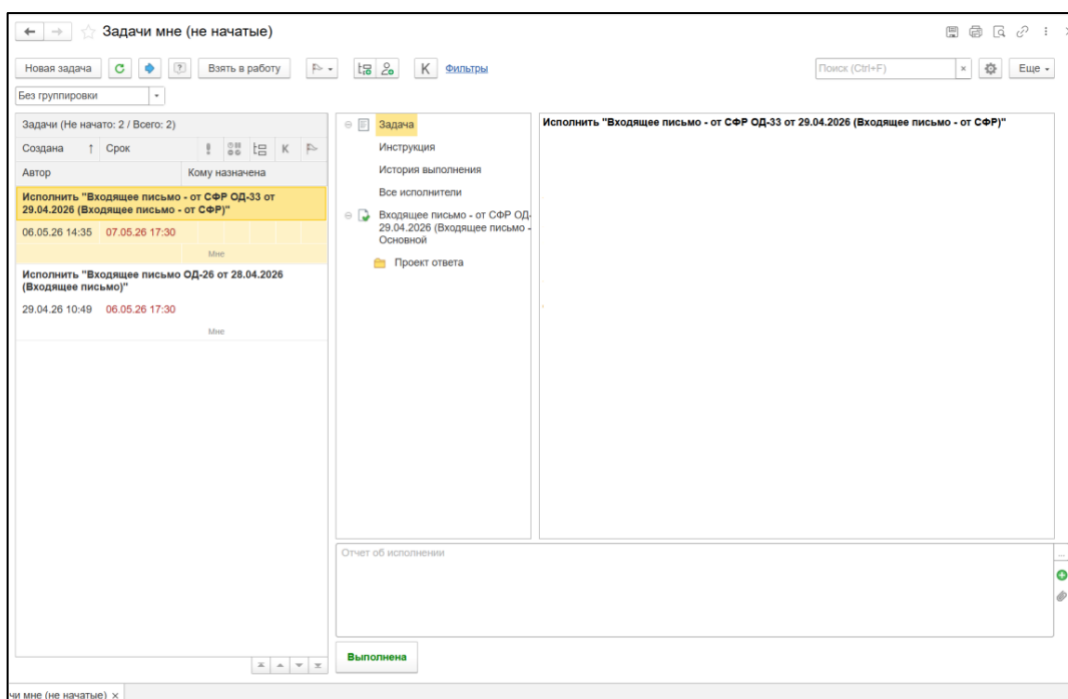 Задачи мне (не начатые)
Новая задача
Взять в работу
K
Фильтры
Поиск (Ctrl+F)
×
Еще
Без группировки
Задачи (Не начато: 2 / Всего: 2)
Создана ↑ Срок ! K
Автор Кому назначена
Исполнить "Входящее письмо - от СФР ОД-33 от
29.04.2026 (Входящее письмо - от СФР)"
06.05.26 14:35 07.05.26 17:30
Мне
Исполнить "Входящее письмо ОД-26 от 28.04.2026
(Входящее письмо)"
29.04.26 10:49 06.05.26 17:30
Мне
Задача
Инструкция
История выполнения
Все исполнители
Входящее письмо - от СФР ОД-
29.04.2026 (Входящее письмо -
Основной
Проект ответа
Исполнить "Входящее письмо - от СФР ОД-33 от 29.04.2026 (Входящее письмо - от СФР)"
Отчет об исполнении
...
Выполнена
чи мне (не начатые) ×